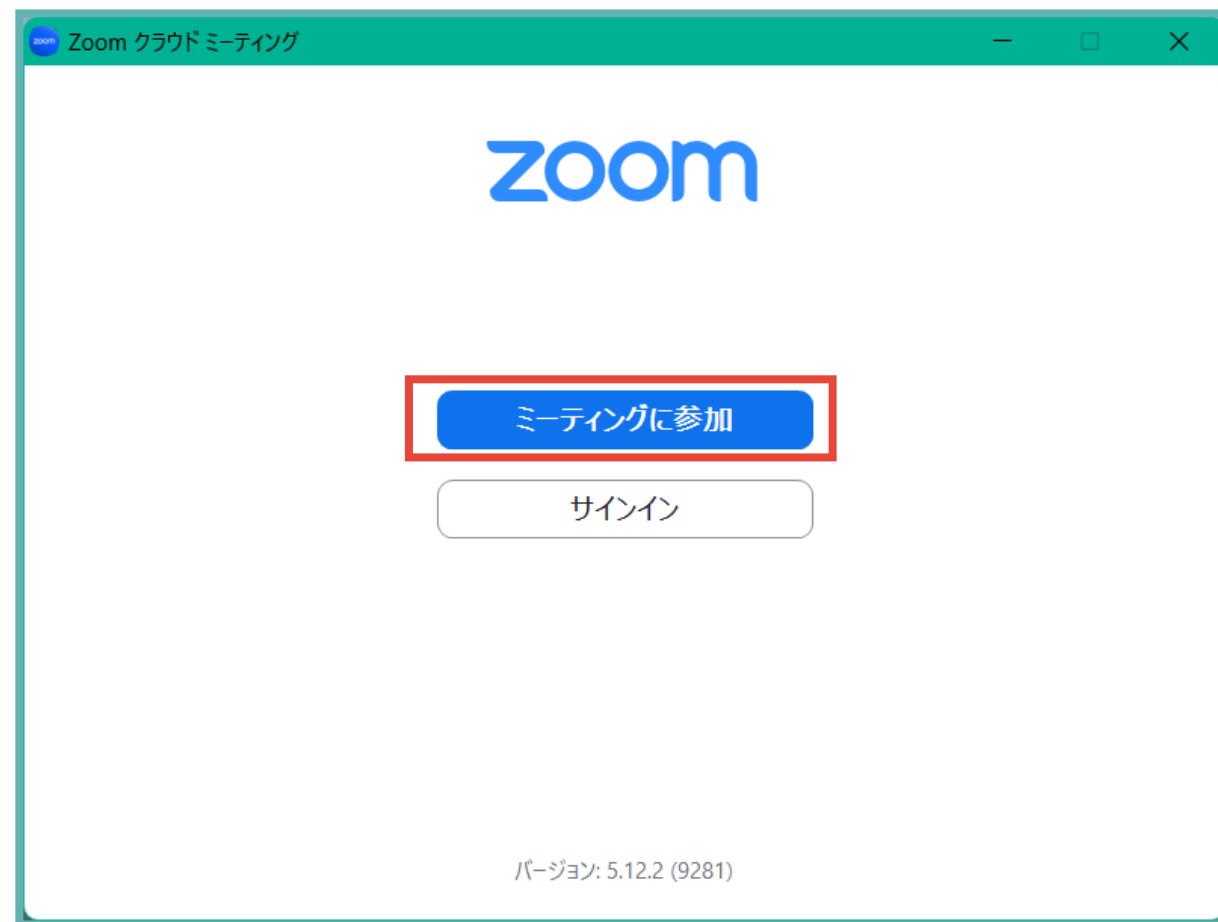 zoom Zoom クラウド ミーティング
zoom
ミーティングに参加
サインイン
バージョン: 5.12.2 (9281)